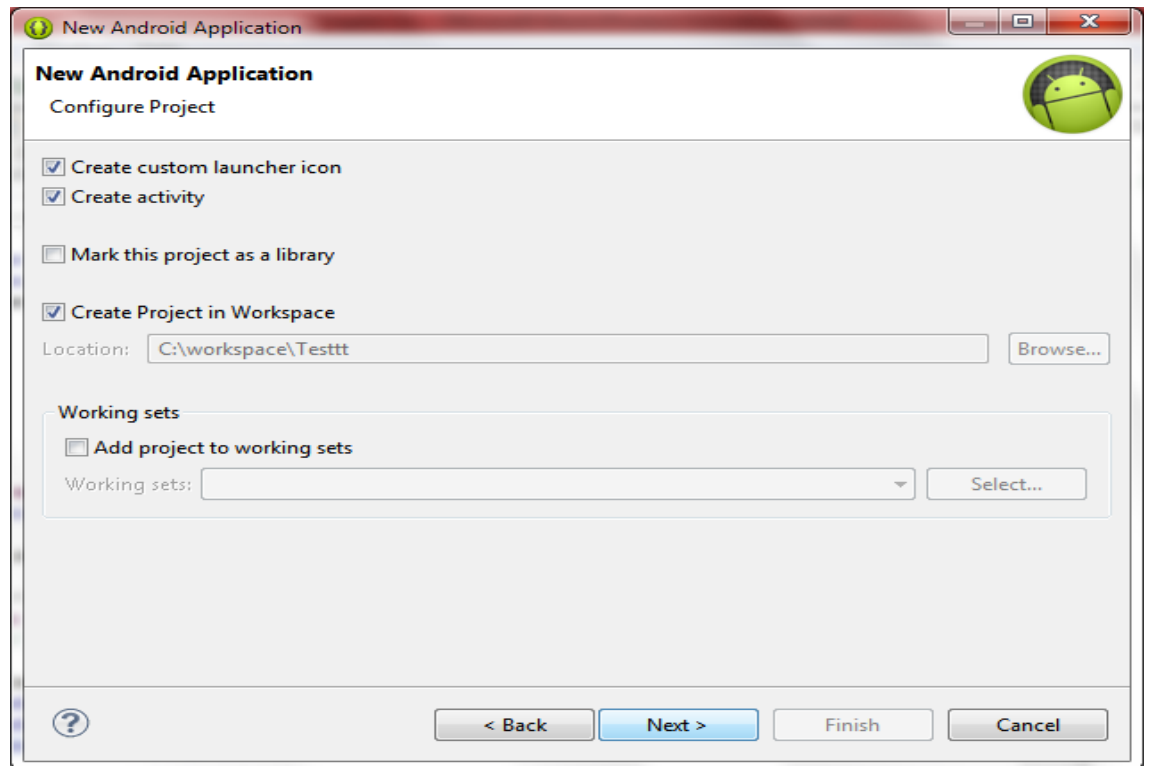 New Android Application
New Android Application
Configure Project
Create custom launcher icon
Create activity
Mark this project as a library
Create Project in Workspace
Location: C:\workspace\Testtt Browse...
Working sets
Add project to working sets
Working sets: Select...
? < Back Next > Finish Cancel